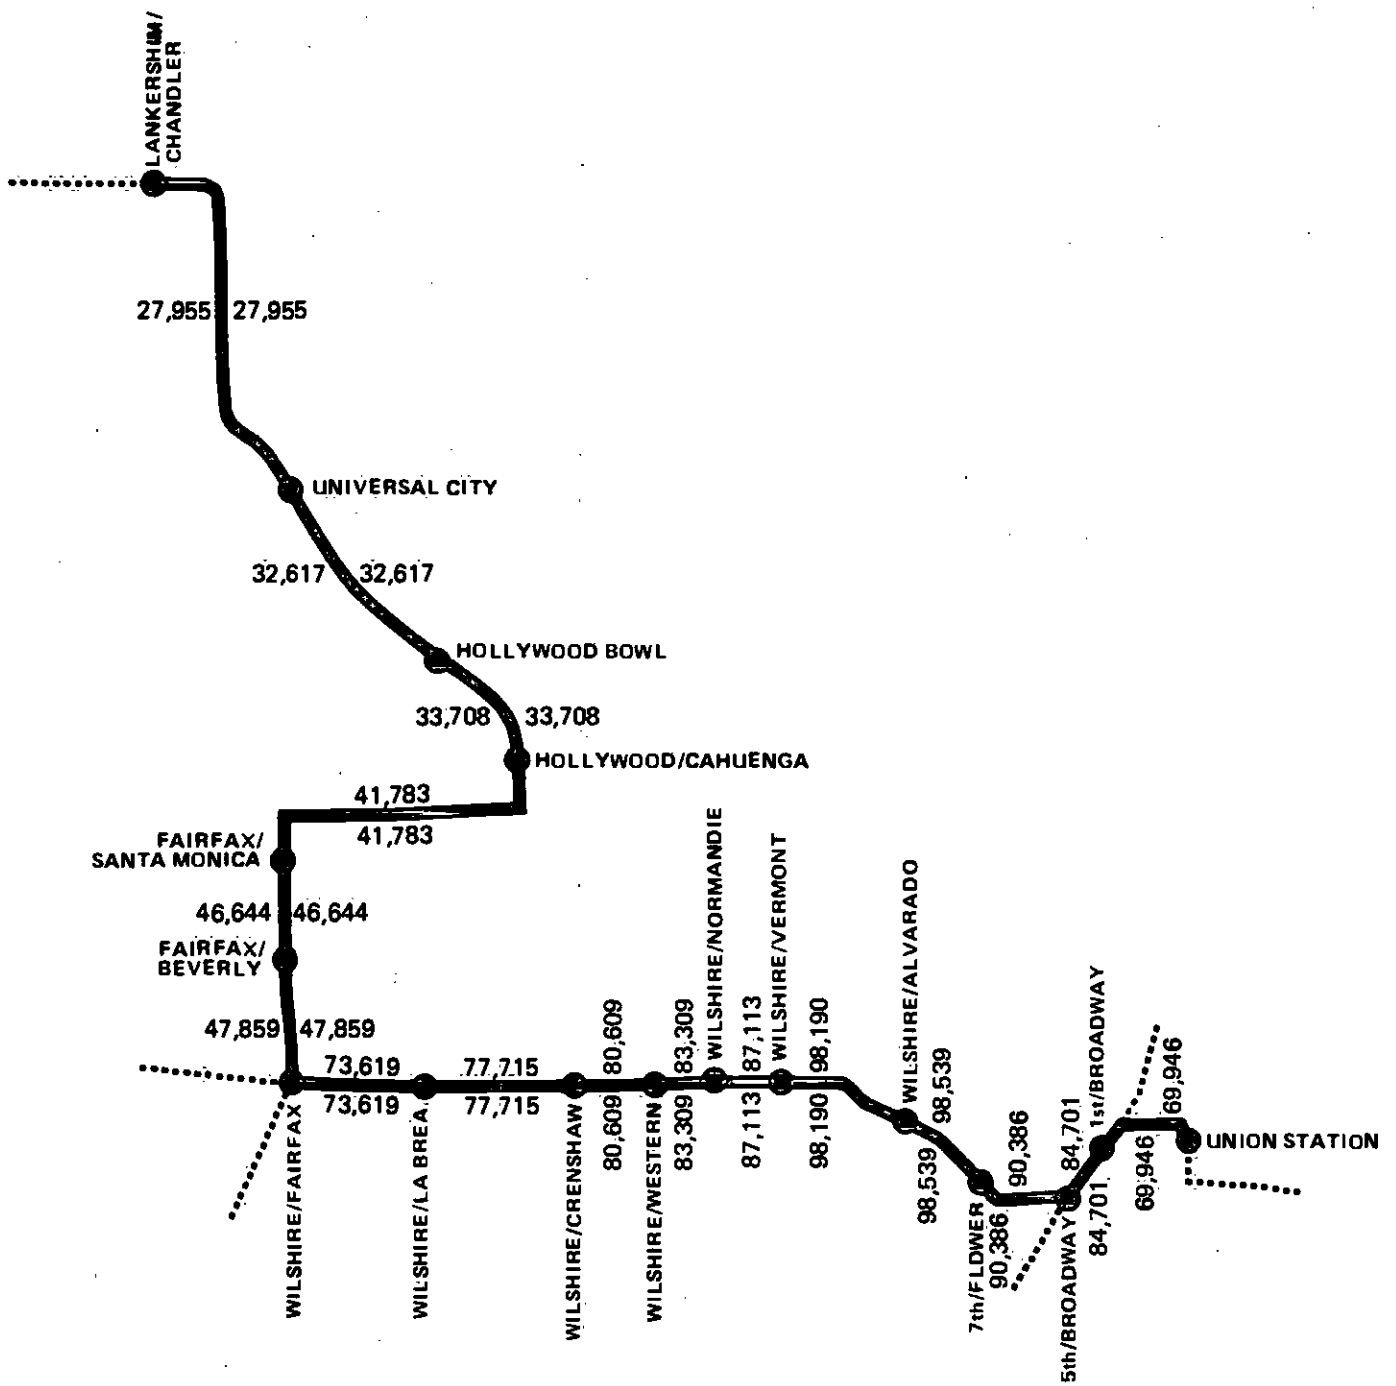 LANKERSHIM/
CHANDLER
27,955 27,955
UNIVERSAL CITY
32,617 32,617
HOLLYWOOD BOWL
33,708 33,708
HOLLYWOOD/CAHUENGA
41,783
41,783
FAIRFAX/
SANTA MONICA
46,644 46,644
FAIRFAX/
BEVERLY
47,859 47,859
WILSHIRE/FAIRFAX
73,619
73,619
WILSHIRE/LA BREA
77,715
77,715
WILSHIRE/CRENSHAW
80,609
80,609
WILSHIRE/WESTERN
83,309
83,309
WILSHIRE/NORMANDIE
87,113
87,113
WILSHIRE/VERMONT
98,190
98,190
WILSHIRE/ALVARADO
98,539
98,539
7th/FLOWER
90,386
90,386
5th/BROADWAY
84,701
84,701
1st/BROADWAY
69,946
69,946
UNION STATION